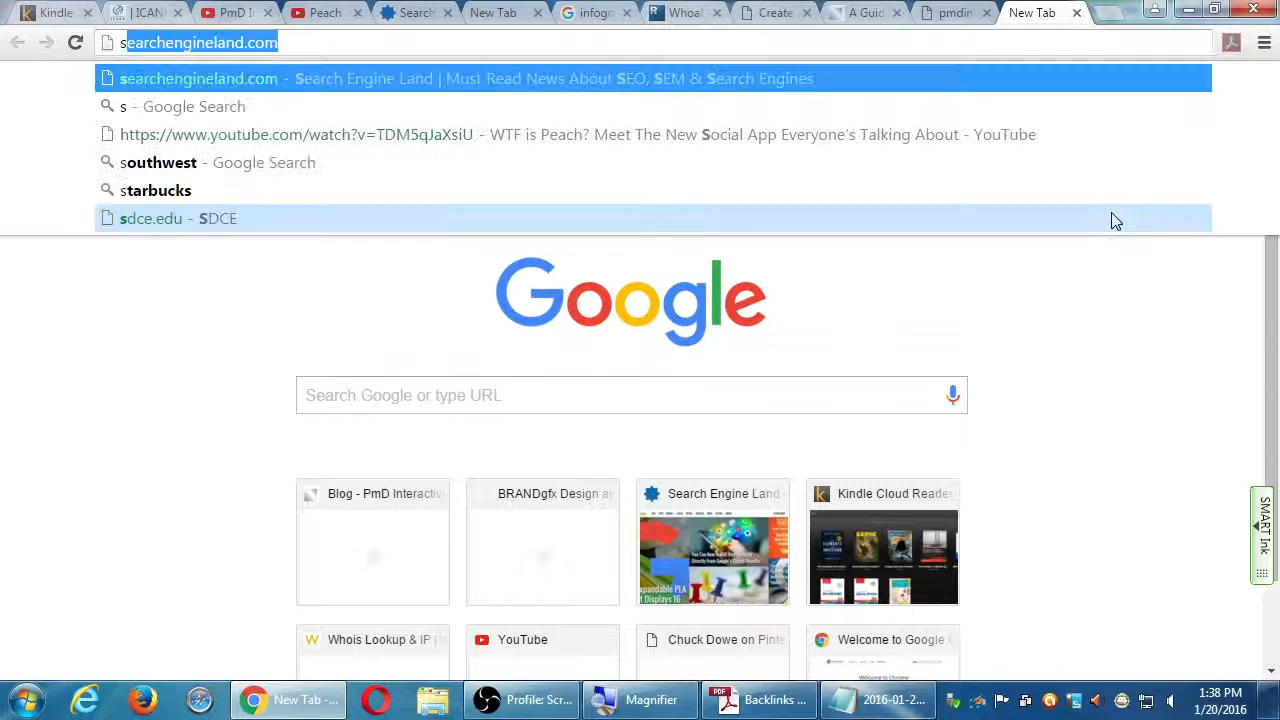 Kindle
ICANN
PmD In
Peach
Search
New Tab
infogr
Whoal
Create
A Guid
pmdin
New Tab
searchengineland.com
searchengineland.com - Search Engine Land | Must Read News About SEO, SEM & Search Engines
s - Google Search
https://www.youtube.com/watch?v=TDM5qJaXsiU - WTF is Peach? Meet The New Social App Everyone's Talking About - YouTube
southwest - Google Search
starbucks
sdce.edu - SDCE
Google
Search Google or type URL
Blog - PmD Interactiv
BRANDgfx Design a
Search Engine Land
Kindle Cloud Reader
SMART Ink
Whois Lookup & IP |
YouTube
Chuck Dowe on Pinte
Welcome to Google
New Tab -...
Profile: Scr...
Magnifier
Backlinks ...
2016-01-2...
1:38 PM
1/20/2016